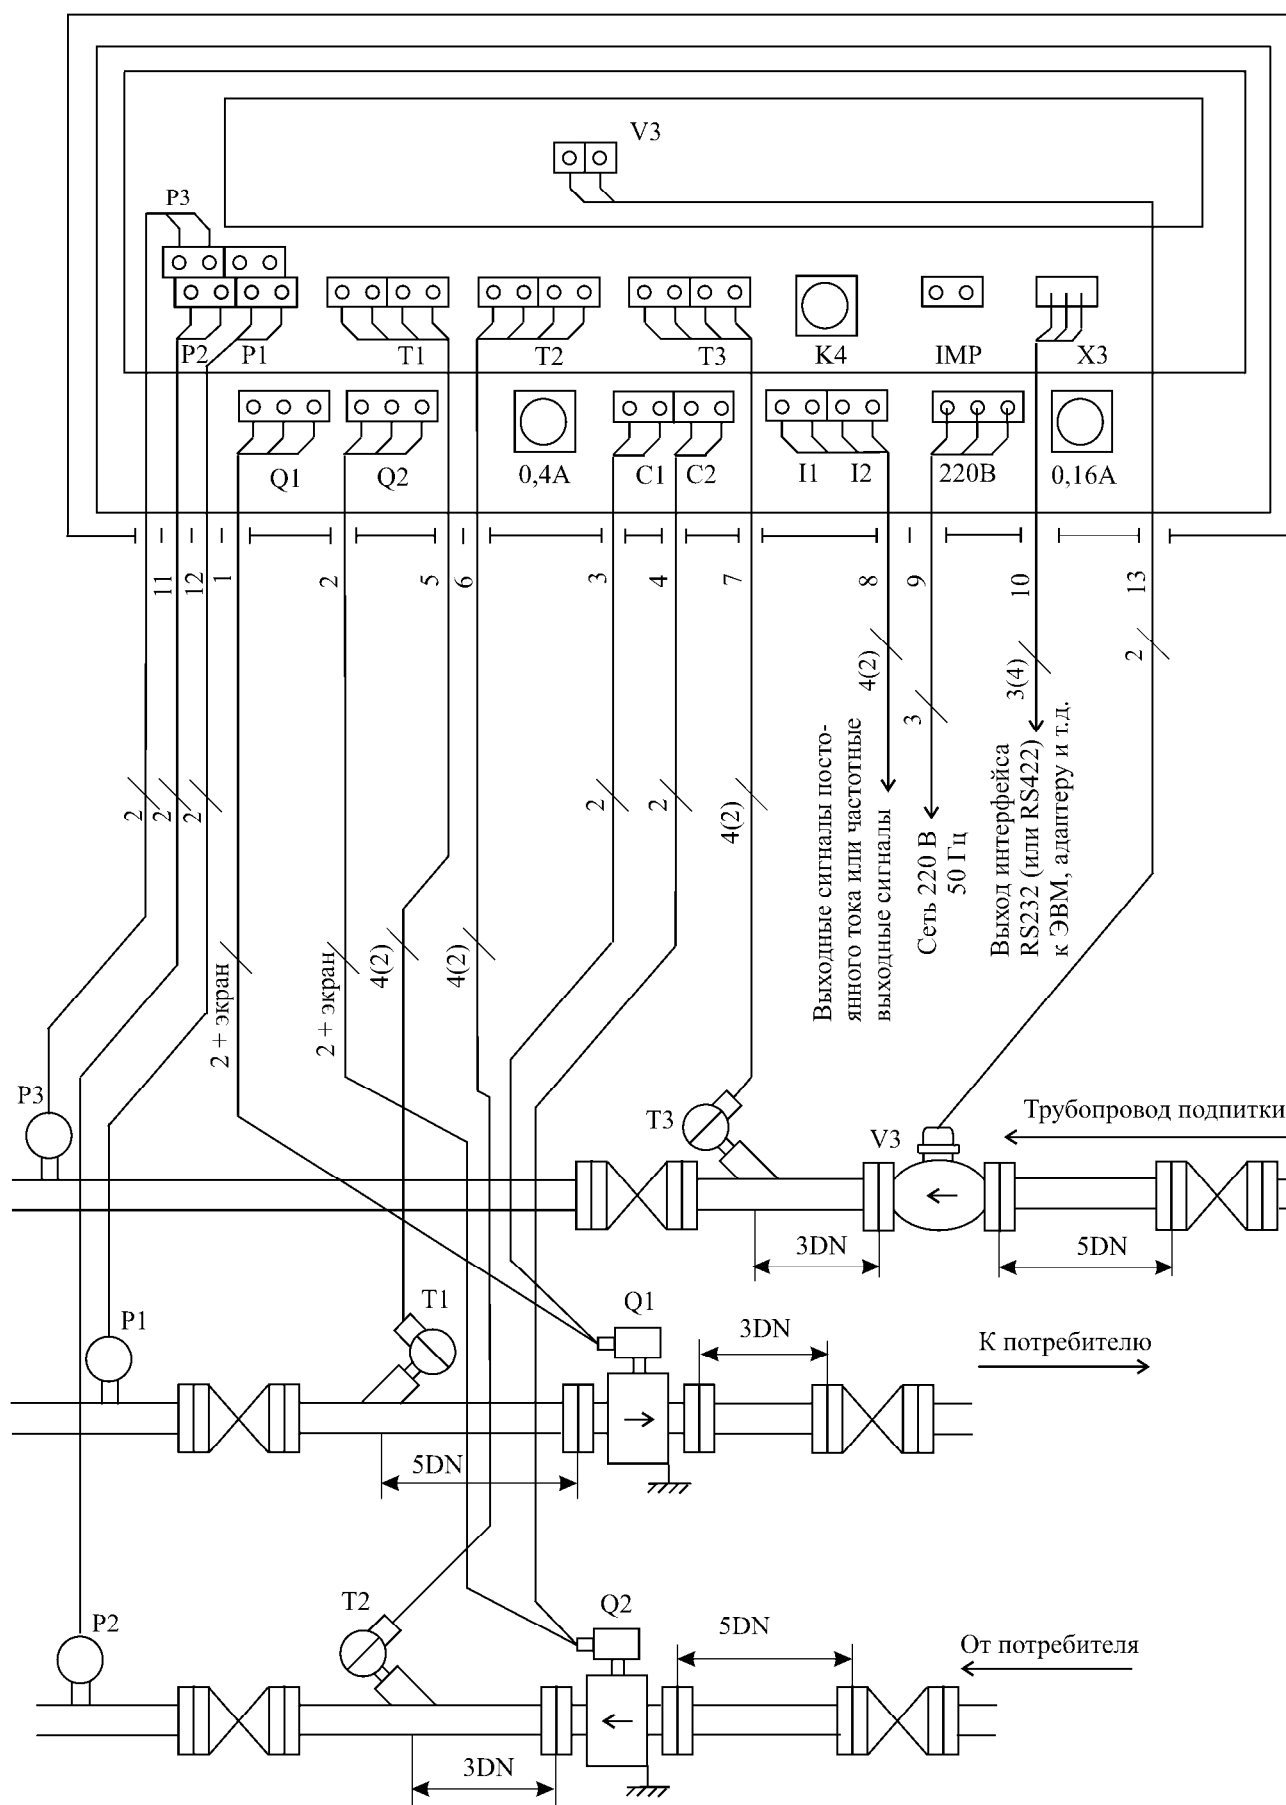 V3
P3
P2
P1
T1
T2
T3
K4
IMP
X3
Q1
Q2
0,4А
C1
C2
I1
I2
220В
0,16А
11
12
1
2
5
6
3
4
7
8
9
10
13
2
2
2
2 + экран
2 + экран
4(2)
4(2)
2
2
4(2)
4(2)
3
3(4)
2
Выходные сигналы посто-
янного тока или частотные
выходные сигналы
Сеть 220 В
50 Гц
Выход интерфейса
RS232 (или RS422)
к ЭВМ, адаптеру и т.д.
P3
T3
V3
Трубопровод подпитки
3DN
5DN
P1
T1
Q1
3DN
К потребителю
5DN
P2
T2
Q2
5DN
От потребителя
3DN